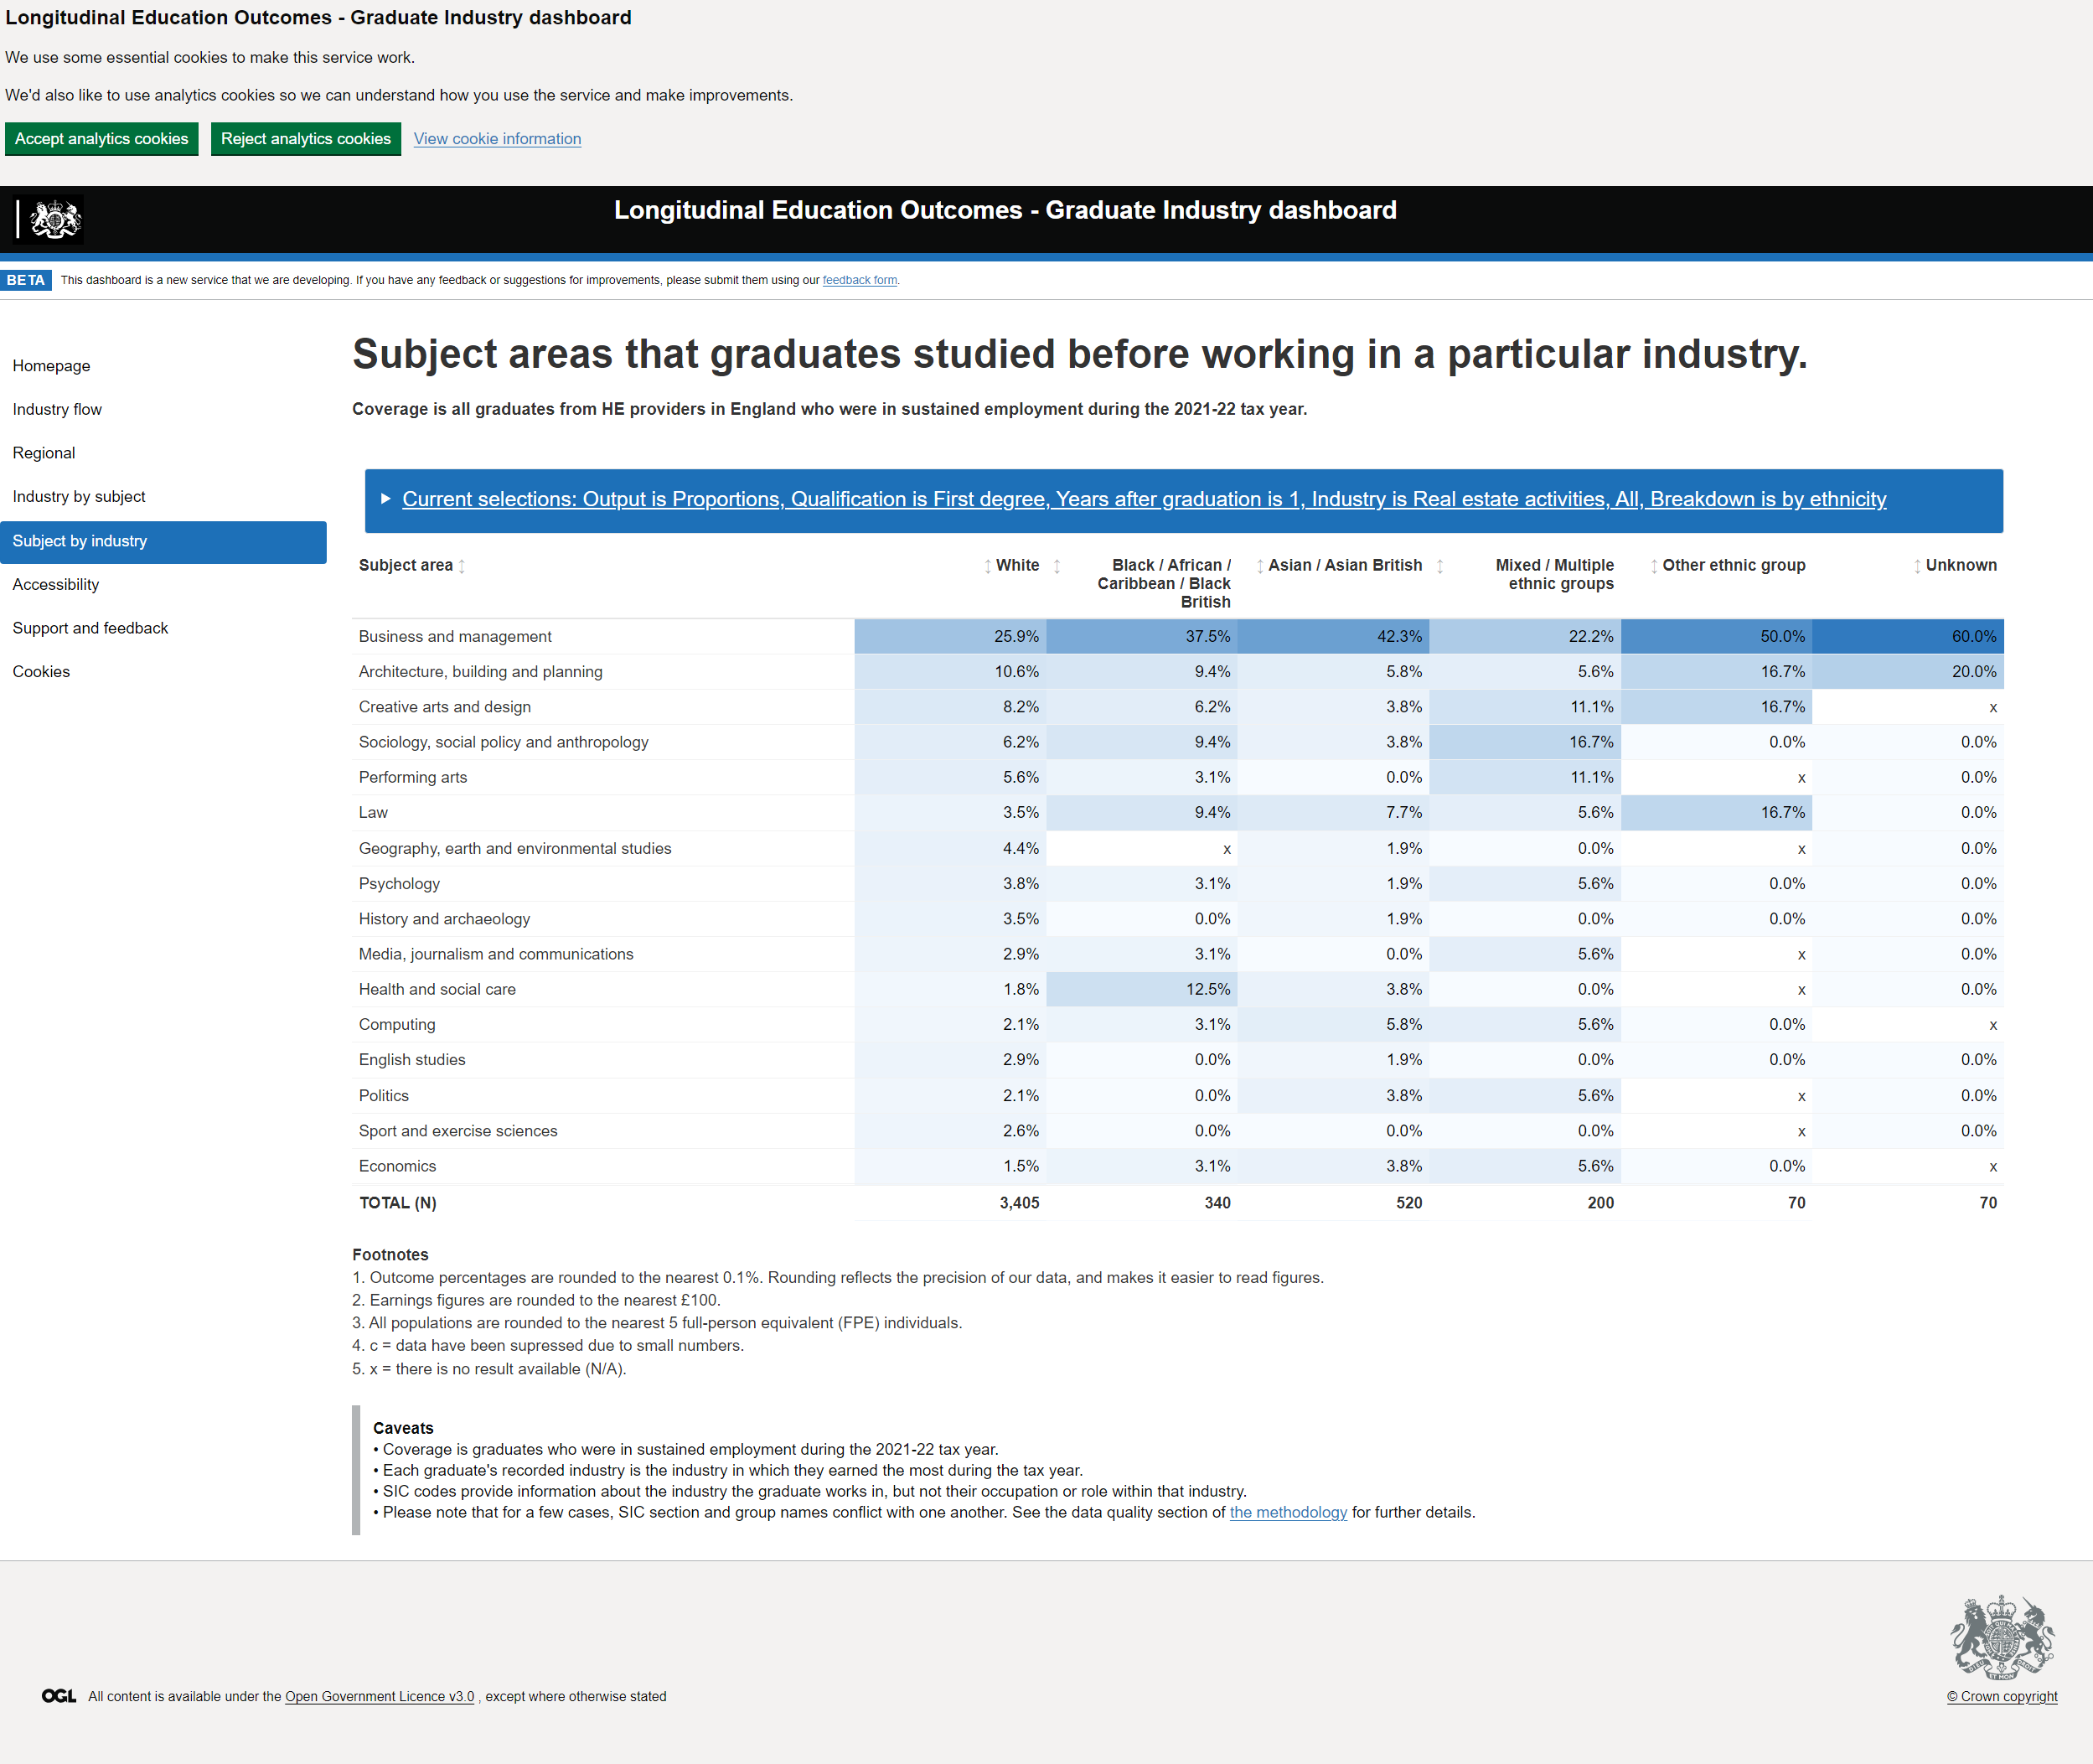 Longitudinal Education Outcomes - Graduate Industry dashboard
We use some essential cookies to make this service work.
We'd also like to use analytics cookies so we can understand how you use the service and make improvements.
Accept analytics cookies Reject analytics cookies View cookie information
Longitudinal Education Outcomes - Graduate Industry dashboard
BETA This dashboard is a new service that we are developing. If you have any feedback or suggestions for improvements, please submit them using our feedback form.
Homepage
Industry flow
Regional
Industry by subject
Subject by industry
Accessibility
Support and feedback
Cookies
Subject areas that graduates studied before working in a particular industry.
Coverage is all graduates from HE providers in England who were in sustained employment during the 2021-22 tax year.
Current selections: Output is Proportions, Qualification is First degree, Years after graduation is 1, Industry is Real estate activities, All, Breakdown is by ethnicity
Subject area White Black / African / Caribbean / Black British Asian / Asian British Mixed / Multiple ethnic groups Other ethnic group Unknown
Business and management 25.9% 37.5% 42.3% 22.2% 50.0% 60.0%
Architecture, building and planning 10.6% 9.4% 5.8% 5.6% 16.7% 20.0%
Creative arts and design 8.2% 6.2% 3.8% 11.1% 16.7% x
Sociology, social policy and anthropology 6.2% 9.4% 3.8% 16.7% 0.0% 0.0%
Performing arts 5.6% 3.1% 0.0% 11.1% x 0.0%
Law 3.5% 9.4% 7.7% 5.6% 16.7% 0.0%
Geography, earth and environmental studies 4.4% x 1.9% 0.0% x 0.0%
Psychology 3.8% 3.1% 1.9% 5.6% 0.0% 0.0%
History and archaeology 3.5% 0.0% 1.9% 0.0% 0.0% 0.0%
Media, journalism and communications 2.9% 3.1% 0.0% 5.6% x 0.0%
Health and social care 1.8% 12.5% 3.8% 0.0% x 0.0%
Computing 2.1% 3.1% 5.8% 5.6% 0.0% x
English studies 2.9% 0.0% 1.9% 0.0% 0.0% 0.0%
Politics 2.1% 0.0% 3.8% 5.6% x 0.0%
Sport and exercise sciences 2.6% 0.0% 0.0% 0.0% x 0.0%
Economics 1.5% 3.1% 3.8% 5.6% 0.0% x
TOTAL (N) 3,405 340 520 200 70 70
Footnotes
1. Outcome percentages are rounded to the nearest 0.1%. Rounding reflects the precision of our data, and makes it easier to read figures.
2. Earnings figures are rounded to the nearest £100.
3. All populations are rounded to the nearest 5 full-person equivalent (FPE) individuals.
4. c = data have been supressed due to small numbers.
5. x = there is no result available (N/A).
Caveats
• Coverage is graduates who were in sustained employment during the 2021-22 tax year.
• Each graduate's recorded industry is the industry in which they earned the most during the tax year.
• SIC codes provide information about the industry the graduate works in, but not their occupation or role within that industry.
• Please note that for a few cases, SIC section and group names conflict with one another. See the data quality section of the methodology for further details.
OGL All content is available under the Open Government Licence v3.0 , except where otherwise stated
© Crown copyright